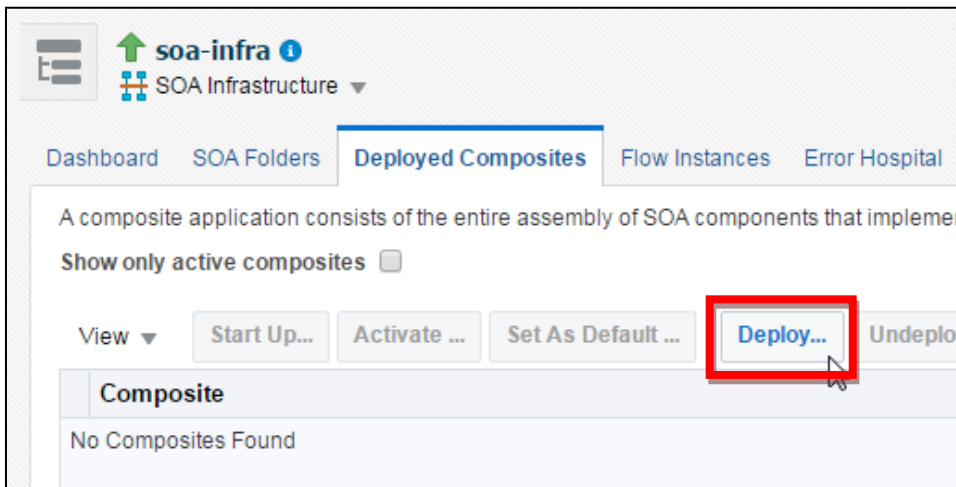 soa-infra
SOA Infrastructure
Dashboard SOA Folders Deployed Composites Flow Instances Error Hospital
A composite application consists of the entire assembly of SOA components that impleme
Show only active composites
View Start Up... Activate ... Set As Default ... Deploy... Undeplo
Composite
No Composites Found